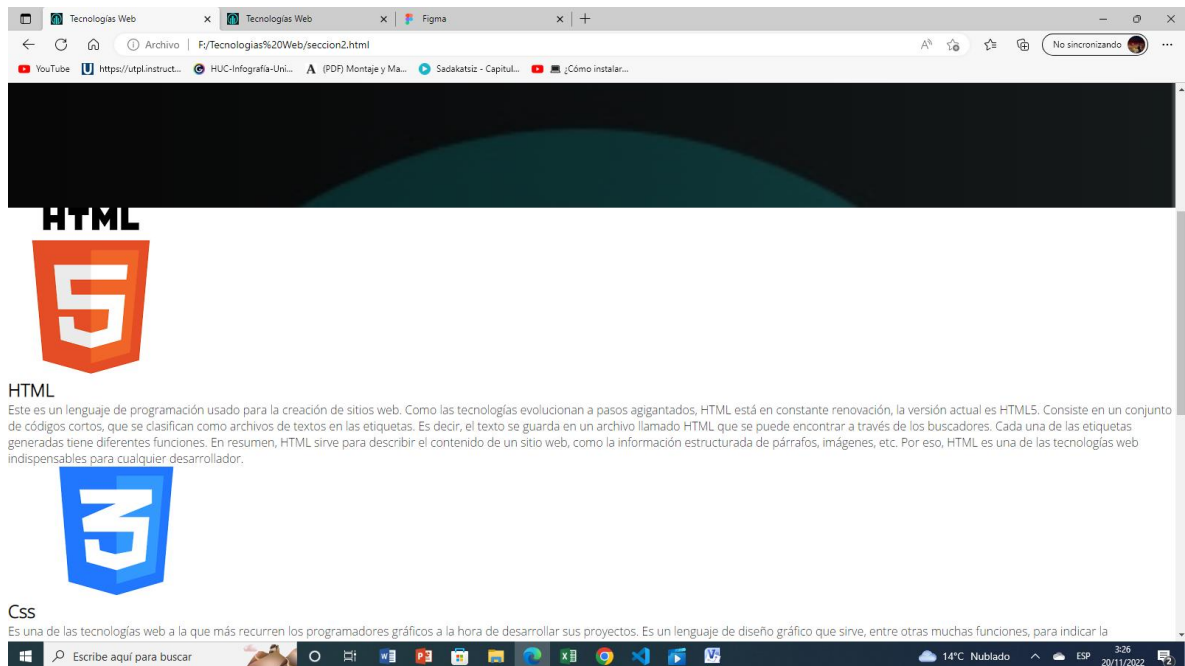 Tecnologías Web
Tecnologías Web
Figma
Archivo
F:/Tecnologias%20Web/seccion2.html
No sincronizando
YouTube
https://utpl.instruct...
HUC-Infografía-Uni...
(PDF) Montaje y Ma...
Sadakatsiz - Capitul...
¿Cómo instalar...
HTML
5
HTML
Este es un lenguaje de programación usado para la creación de sitios web. Como las tecnologías evolucionan a pasos agigantados, HTML está en constante renovación, la versión actual es HTML5. Consiste en un conjunto
de códigos cortos, que se clasifican como archivos de textos en las etiquetas. Es decir, el texto se guarda en un archivo llamado HTML que se puede encontrar a través de los buscadores. Cada una de las etiquetas
generadas tiene diferentes funciones. En resumen, HTML sirve para describir el contenido de un sitio web, como la información estructurada de párrafos, imágenes, etc. Por eso, HTML es una de las tecnologías web
indispensables para cualquier desarrollador.
3
Css
Es una de las tecnologías web a la que más recurren los programadores gráficos a la hora de desarrollar sus proyectos. Es un lenguaje de diseño gráfico que sirve, entre otras muchas funciones, para indicar la
Escribe aquí para buscar
14°C Nublado
ESP
3:26
20/11/2022
2